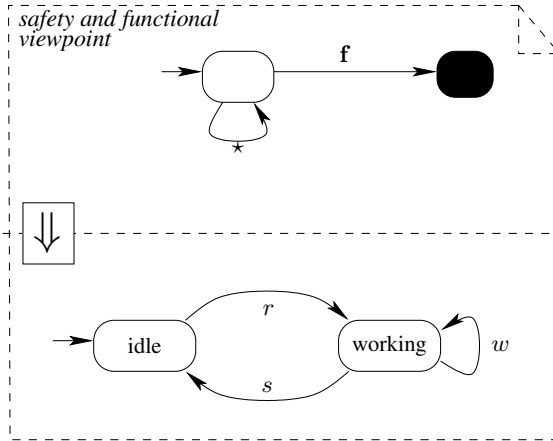 safety and functional
viewpoint
f
⋆
⇓
r
idle
working
w
s